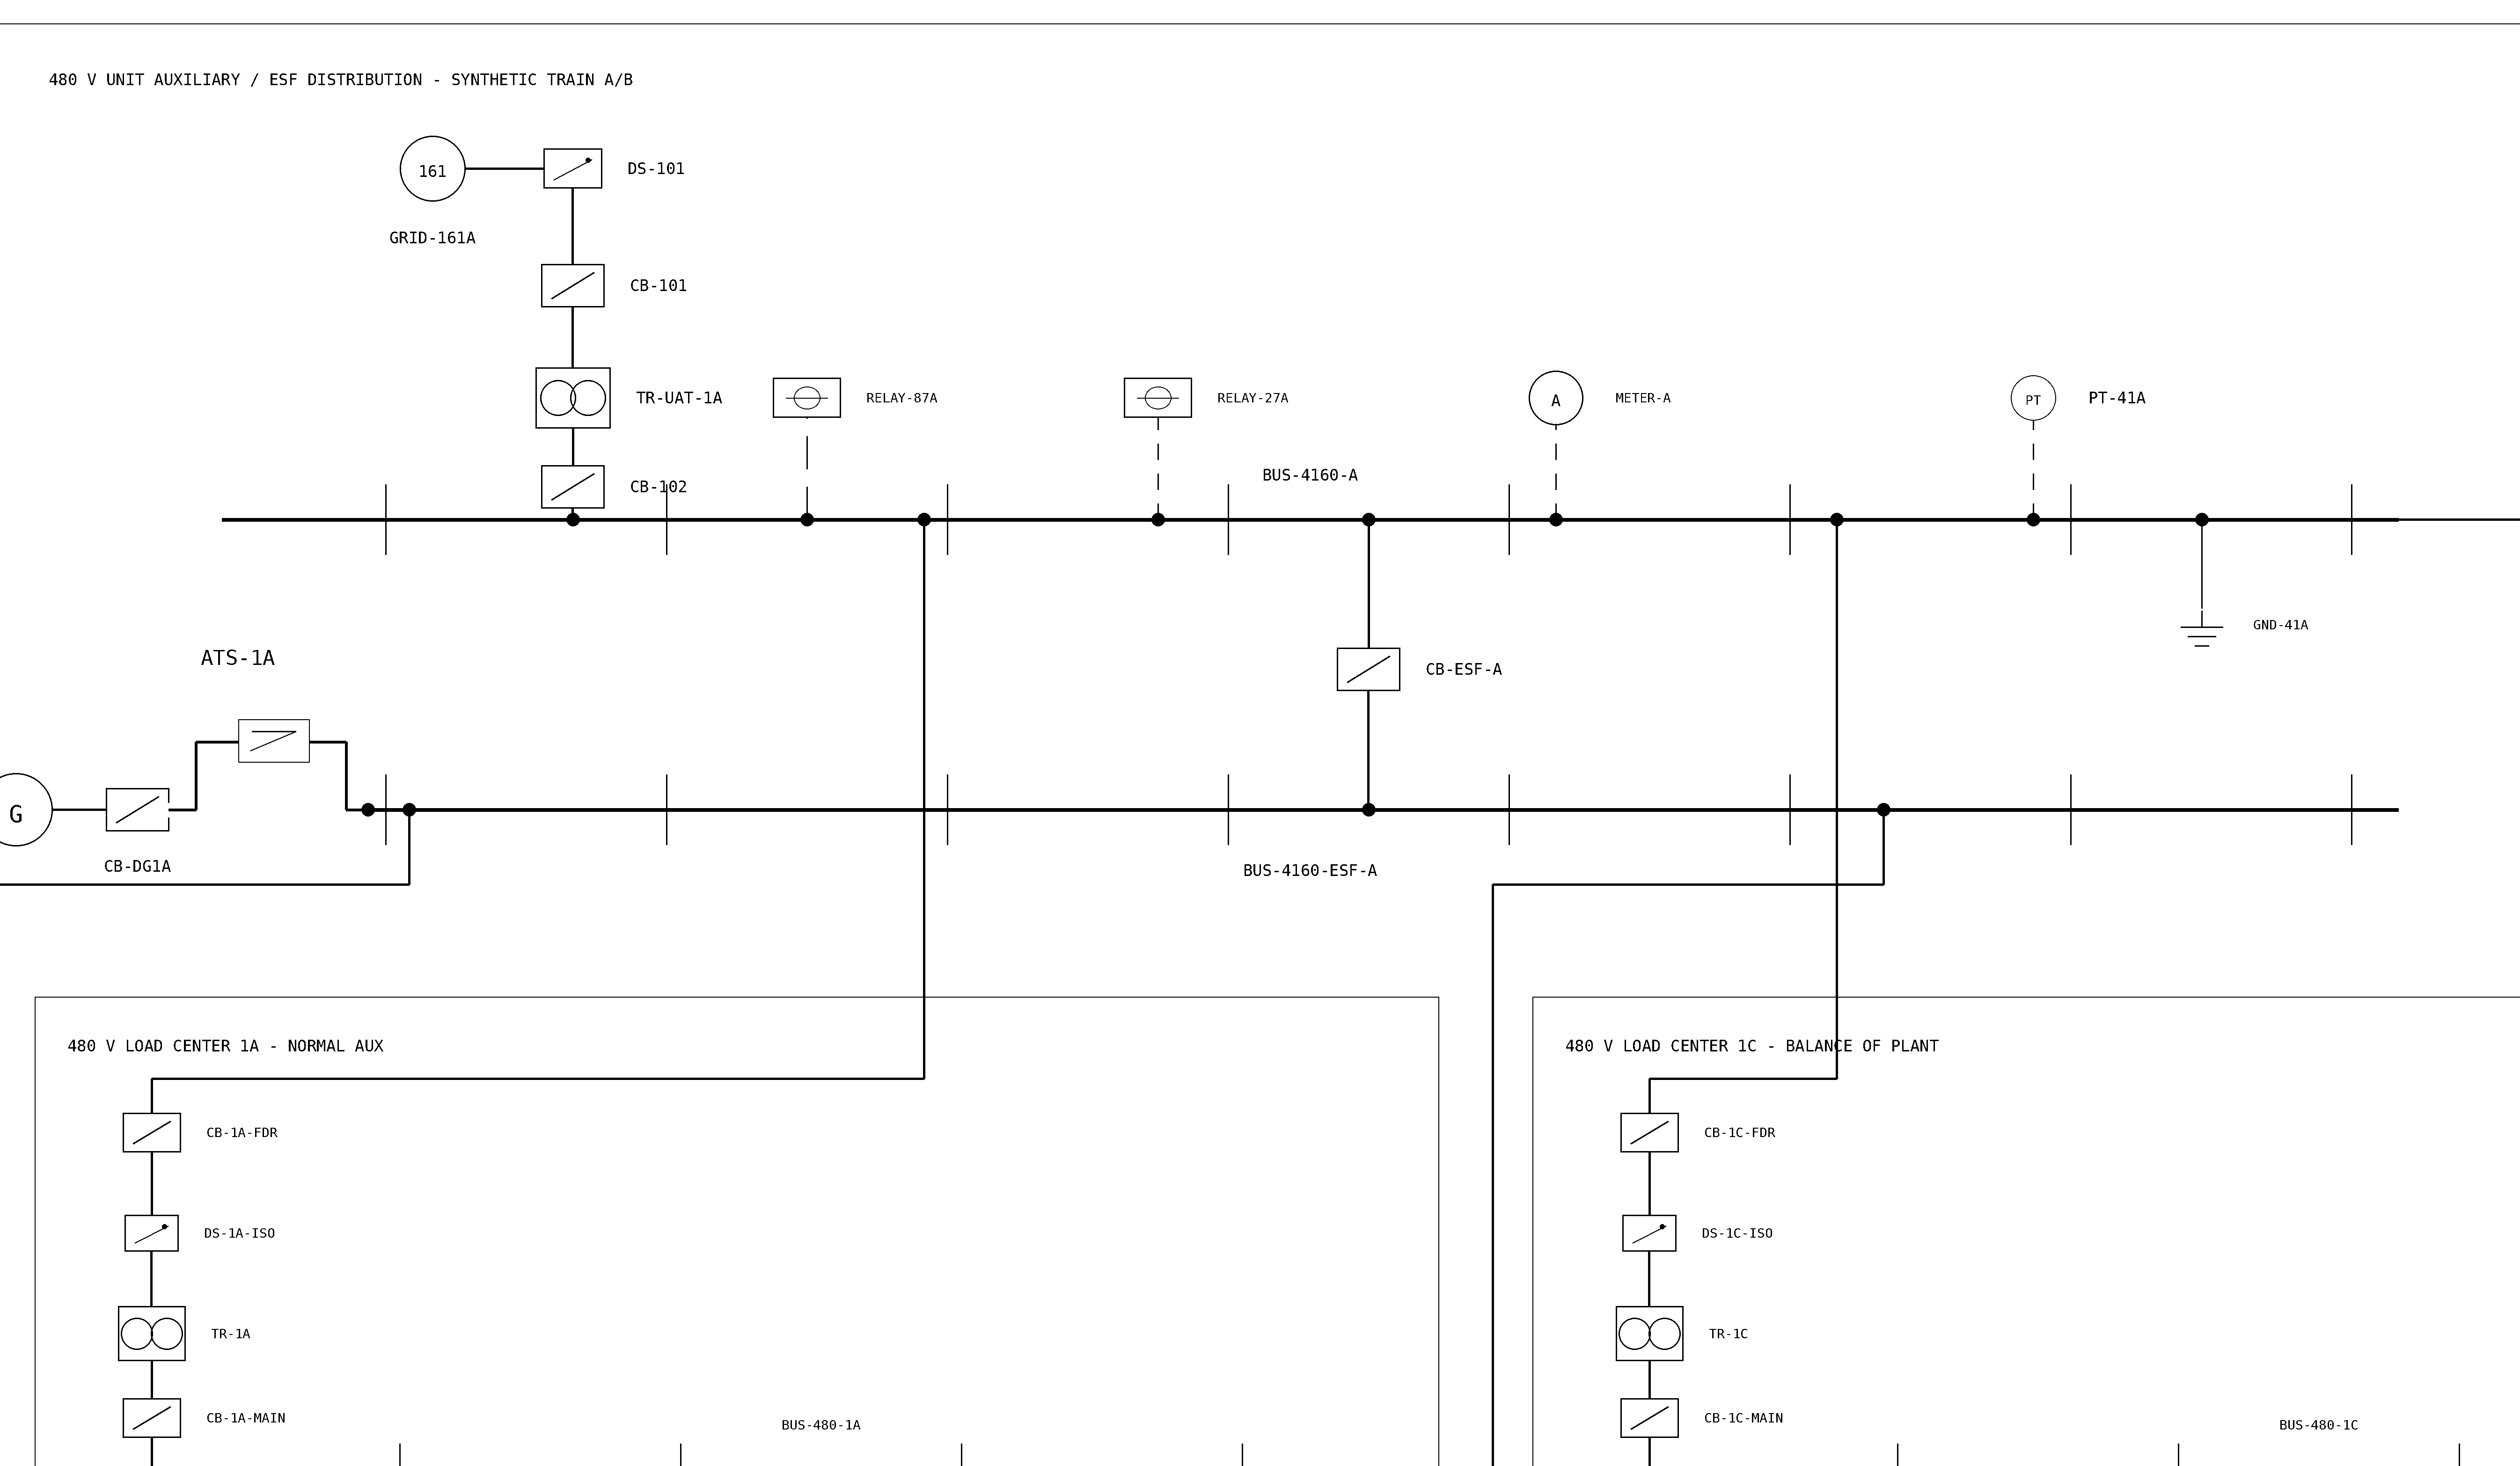 480 V UNIT AUXILIARY / ESF DISTRIBUTION - SYNTHETIC TRAIN A/B
161
DS-101
GRID-161A
CB-101
TR-UAT-1A
RELAY-87A
RELAY-27A
A
METER-A
PT
PT-41A
BUS-4160-A
CB-102
GND-41A
ATS-1A
CB-ESF-A
G
CB-DG1A
BUS-4160-ESF-A
480 V LOAD CENTER 1A - NORMAL AUX
480 V LOAD CENTER 1C - BALANCE OF PLANT
CB-1A-FDR
CB-1C-FDR
DS-1A-ISO
DS-1C-ISO
TR-1A
TR-1C
CB-1A-MAIN
BUS-480-1A
CB-1C-MAIN
BUS-480-1C